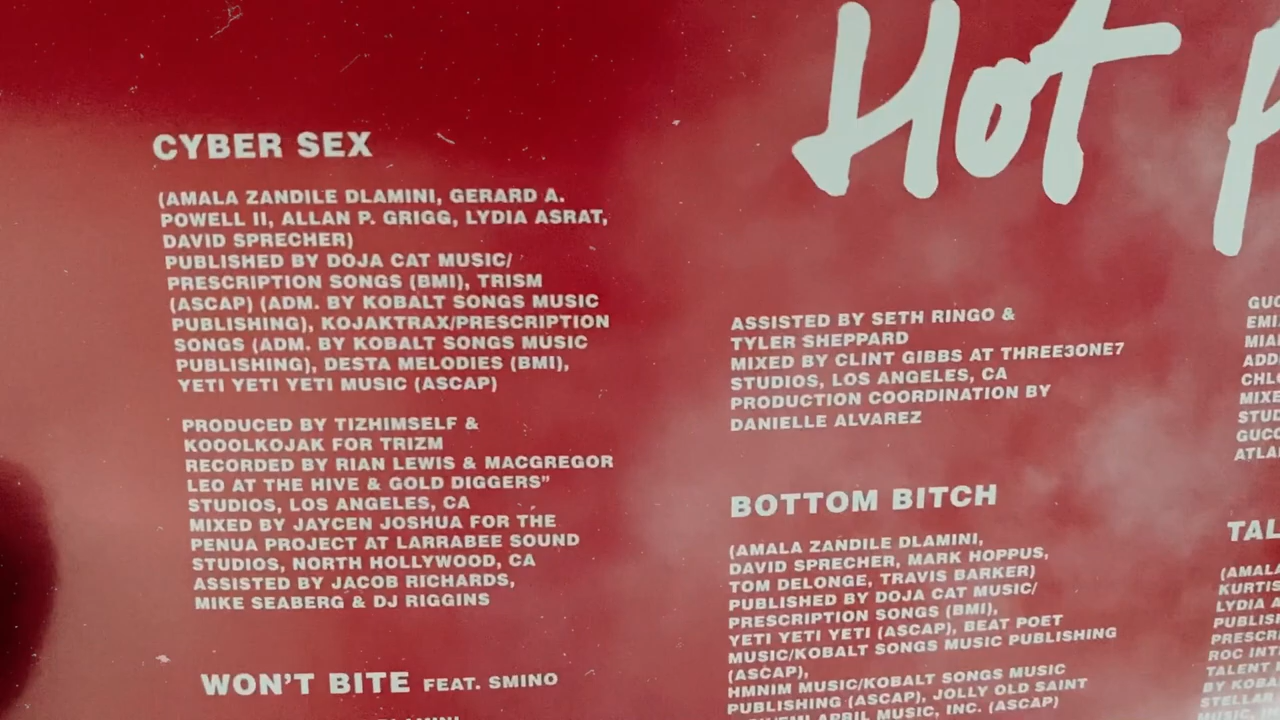 CYBER SEX
(AMALA ZANDILE DLAMINI, GERARD A.
POWELL II, ALLAN P. GRIGG, LYDIA ASRAT,
DAVID SPRECHER)
PUBLISHED BY DOJA CAT MUSIC/
PRESCRIPTION SONGS (BMI), TRISM
(ASCAP) (ADM. BY KOBALT SONGS MUSIC
PUBLISHING), KOJAKTRAX/PRESCRIPTION
SONGS (ADM. BY KOBALT SONGS MUSIC
PUBLISHING), DESTA MELODIES (BMI),
YETI YETI YETI MUSIC (ASCAP)
PRODUCED BY TIZHIMSELF &
KOOOLKOJAK FOR TRIZM
RECORDED BY RIAN LEWIS & MACGREGOR
LEO AT THE HIVE & GOLD DIGGERS”
STUDIOS, LOS ANGELES, CA
MIXED BY JAYCEN JOSHUA FOR THE
PENUA PROJECT AT LARRABEE SOUND
STUDIOS, NORTH HOLLYWOOD, CA
ASSISTED BY JACOB RICHARDS,
MIKE SEABERG & DJ RIGGINS
WON’T BITE FEAT. SMINO
Hot
ASSISTED BY SETH RINGO &
TYLER SHEPPARD
MIXED BY CLINT GIBBS AT THREE3ONE7
STUDIOS, LOS ANGELES, CA
PRODUCTION COORDINATION BY
DANIELLE ALVAREZ
BOTTOM BITCH
(AMALA ZANDILE DLAMINI,
DAVID SPRECHER, MARK HOPPUS,
TOM DELONGE, TRAVIS BARKER)
PUBLISHED BY DOJA CAT MUSIC/
PRESCRIPTION SONGS (BMI),
YETI YETI YETI (ASCAP), BEAT POET
MUSIC/KOBALT SONGS MUSIC PUBLISHING
(ASCAP),
HMNIM MUSIC/KOBALT SONGS MUSIC
PUBLISHING (ASCAP), JOLLY OLD SAINT
APRIL MUSIC, INC. (ASCAP)